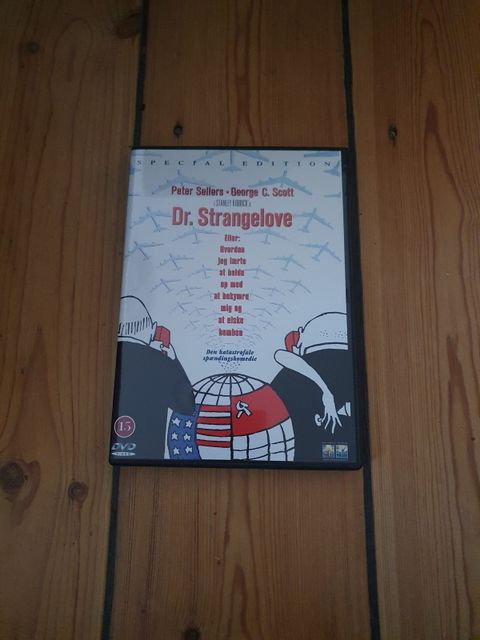 SPECIAL EDITION
Peter Sellers • George C. Scott
STANLEY KUBRICK's
Dr. Strangelove
Eller:
Hvordan
jeg lærte
at holde
op med
at bekymre
mig og
at elske
bomben
Den katastrofale
spændingskomedie
15
DVD
VIDEO